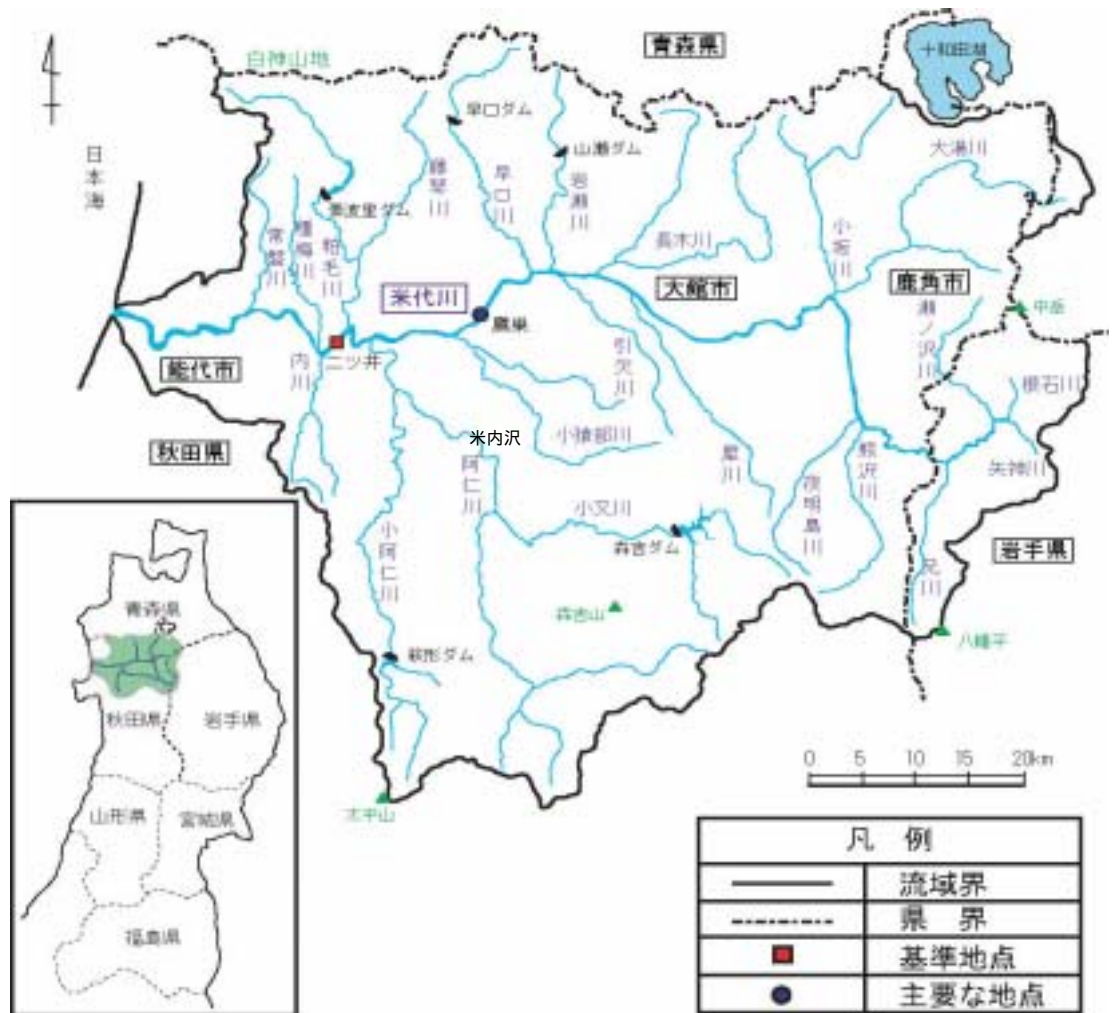 青森県
十和田湖
白神山地
早口ダム
山瀬ダム
日本海
大湯川
藤琴川
早口川
岩瀬川
素波里ダム
長木川
小坂川
常盤川
種梅川
粕毛川
米代川
大館市
鹿角市
瀬ノ沢川
中岳
鷹巣
引欠川
能代市
内川
二ツ井
根石川
秋田県
米内沢
小猿部川
阿仁川
犀川
夜明島川
熊沢川
矢神川
小又川
小阿仁川
森吉ダム
岩手県
兄川
森吉山
八幡平
萩形ダム
太平山
0 5 10 15 20km
青森県
秋田県
岩手県
山形県
宮城県
福島県
凡 例
流域界
県 界
基準地点
主要な地点